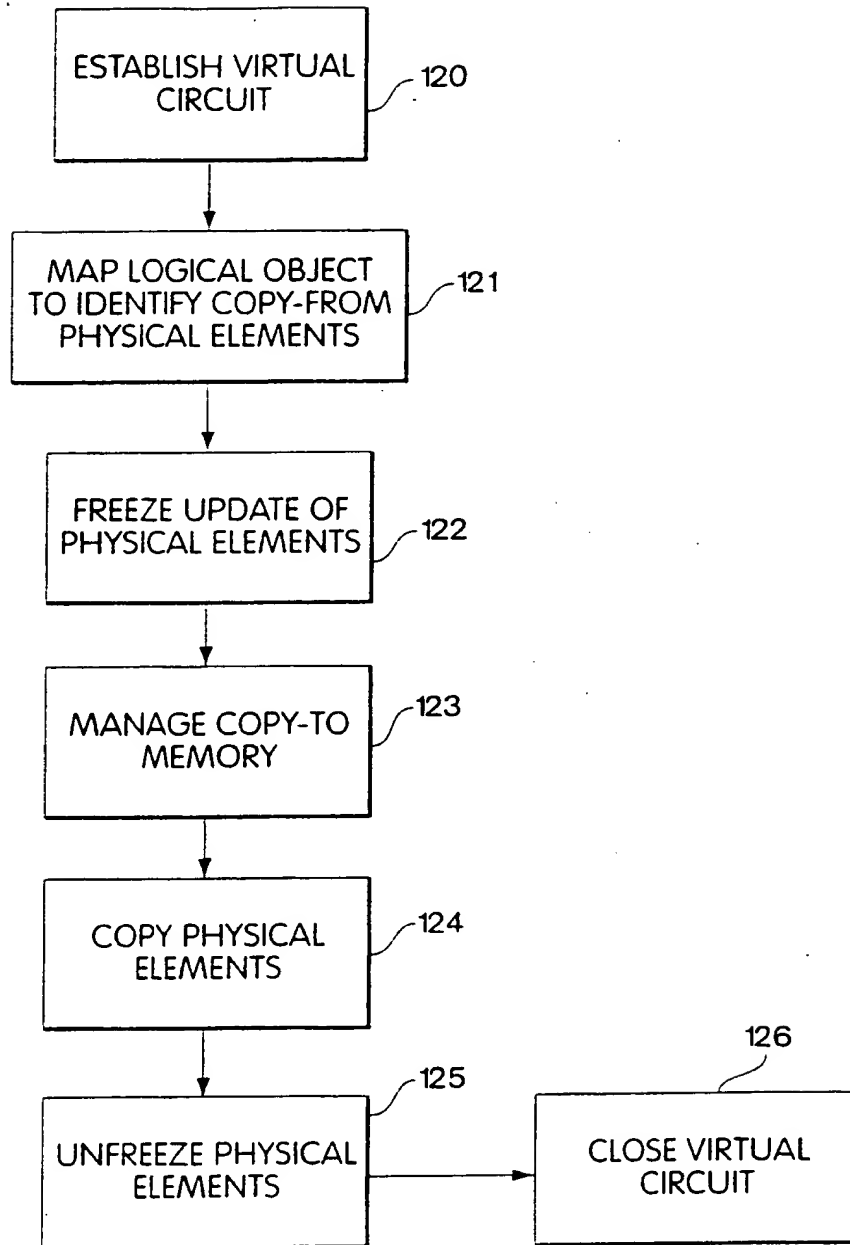 ESTABLISH VIRTUAL
CIRCUIT
120
MAP LOGICAL OBJECT
TO IDENTIFY COPY-FROM
PHYSICAL ELEMENTS
121
FREEZE UPDATE OF
PHYSICAL ELEMENTS
122
MANAGE COPY-TO
MEMORY
123
COPY PHYSICAL
ELEMENTS
124
UNFREEZE PHYSICAL
ELEMENTS
125
CLOSE VIRTUAL
CIRCUIT
126